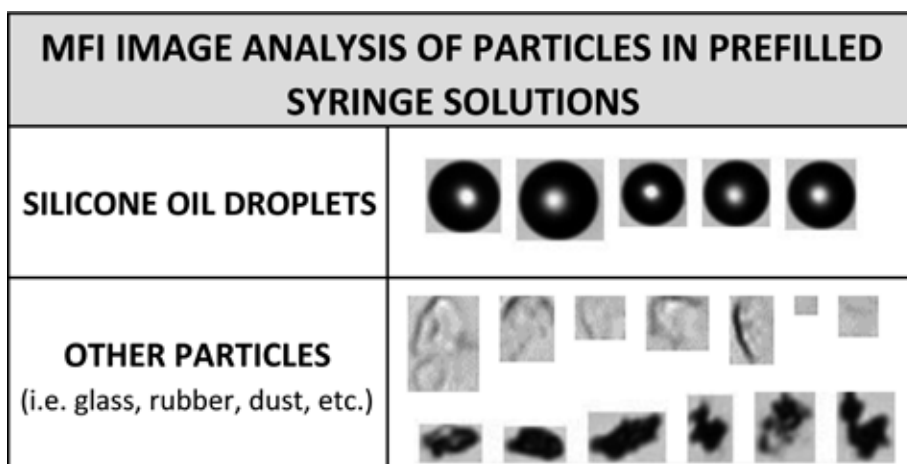 MFI IMAGE ANALYSIS OF PARTICLES IN PREFILLED
SYRINGE SOLUTIONS
SILICONE OIL DROPLETS
OTHER PARTICLES
(i.e. glass, rubber, dust, etc.)